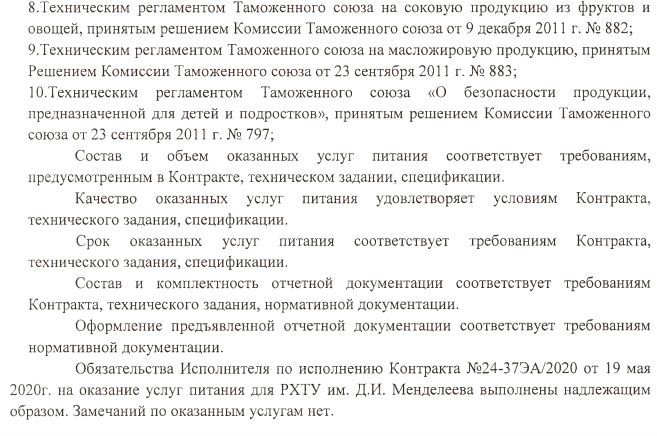 8.Техническим регламентом Таможенного союза на соковую продукцию из фруктов и
овощей, принятым решением Комиссии Таможенного союза от 9 декабря 2011 г. № 882;
9.Техническим регламентом Таможенного союза на масложировую продукцию, принятым
Решением Комиссии Таможенного союза от 23 сентября 2011 г. № 883;
10.Техническим регламентом Таможенного союза «О безопасности продукции,
предназначенной для детей и подростков», принятым решением Комиссии Таможенного
союза от 23 сентября 2011 г. № 797;
Состав и объем оказанных услуг питания соответствует требованиям,
предусмотренным в Контракте, техническом задании, спецификации.
Качество оказанных услуг питания удовлетворяет условиям Контракта,
технического задания, спецификации.
Срок оказанных услуг питания соответствует требованиям Контракта,
технического задания, спецификации.
Состав и комплектность отчетной документации соответствует требованиям
Контракта, технического задания, нормативной документации.
Оформление предъявленной отчетной документации соответствует требованиям
нормативной документации.
Обязательства Исполнителя по исполнению Контракта №24-37ЭА/2020 от 19 мая
2020г. на оказание услуг питания для РХТУ им. Д.И. Менделеева выполнены надлежащим
образом. Замечаний по оказанным услугам нет.